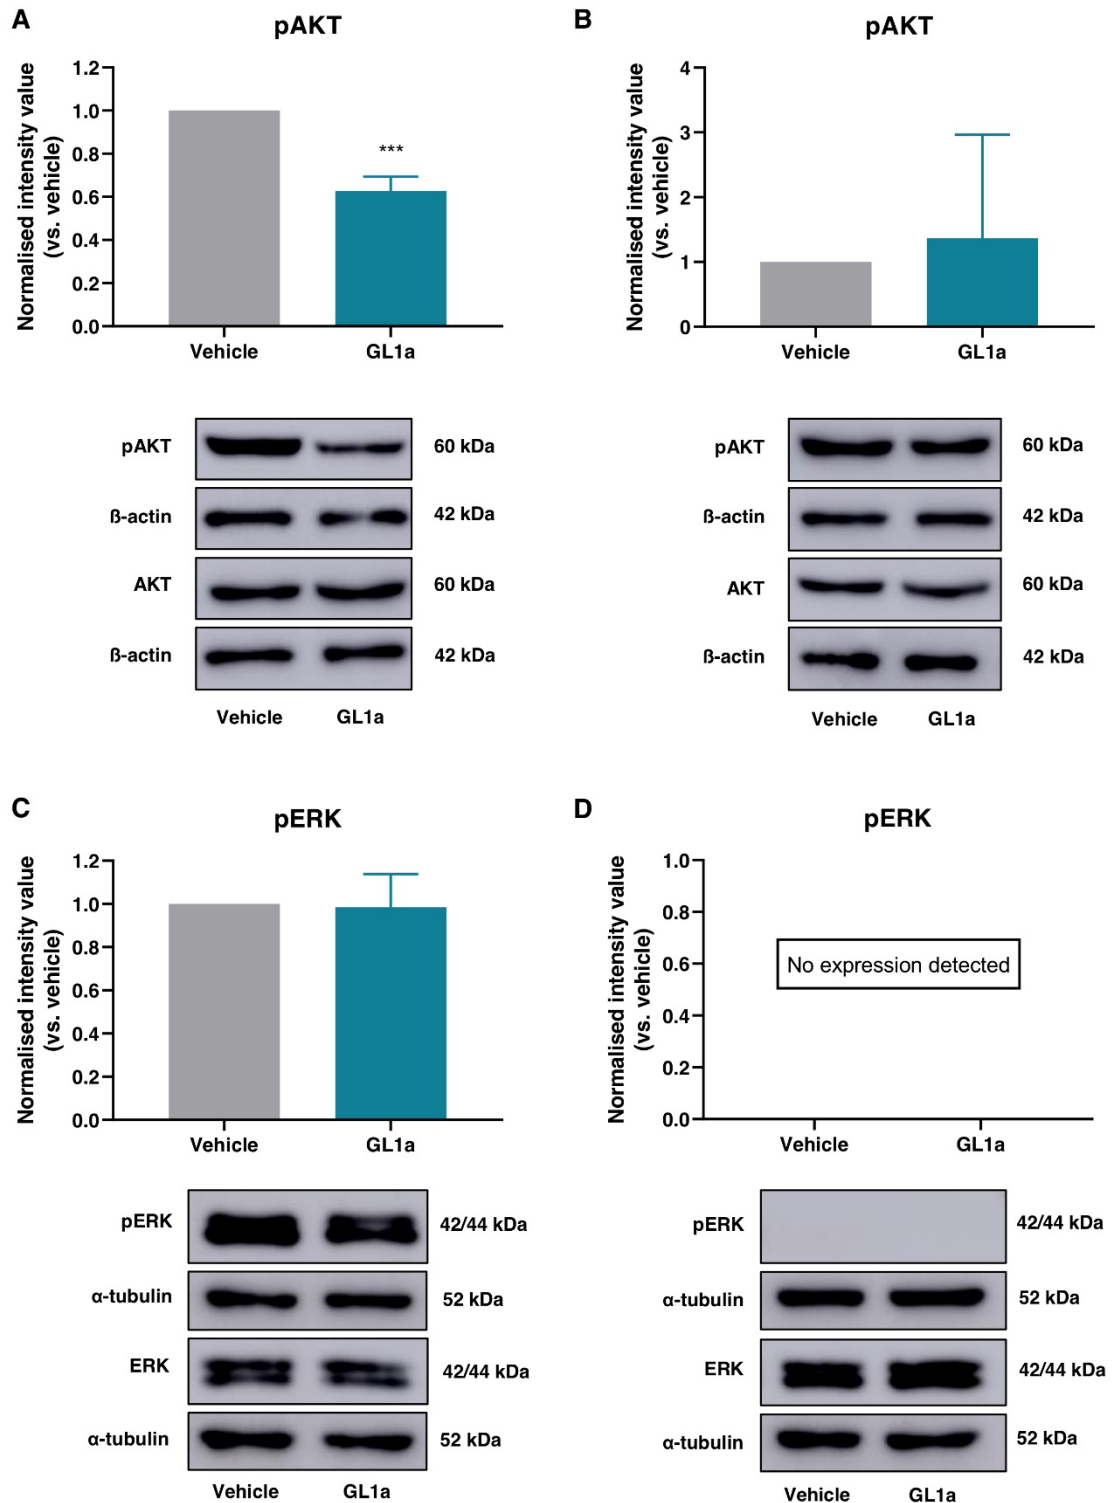 A
pAKT
Normalised intensity value
(vs. vehicle)
1.2
1.0
0.8
0.6
0.4
0.2
0.0
***
Vehicle GL1a
pAKT 60 kDa
ß-actin 42 kDa
AKT 60 kDa
ß-actin 42 kDa
Vehicle GL1a
B
pAKT
Normalised intensity value
(vs. vehicle)
4
3
2
1
0
Vehicle GL1a
pAKT 60 kDa
ß-actin 42 kDa
AKT 60 kDa
ß-actin 42 kDa
Vehicle GL1a
C
pERK
Normalised intensity value
(vs. vehicle)
1.2
1.0
0.8
0.6
0.4
0.2
0.0
Vehicle GL1a
pERK 42/44 kDa
α-tubulin 52 kDa
ERK 42/44 kDa
α-tubulin 52 kDa
Vehicle GL1a
D
pERK
Normalised intensity value
(vs. vehicle)
1.0
0.8
0.6
0.4
0.2
0.0
No expression detected
Vehicle GL1a
pERK 42/44 kDa
α-tubulin 52 kDa
ERK 42/44 kDa
α-tubulin 52 kDa
Vehicle GL1a